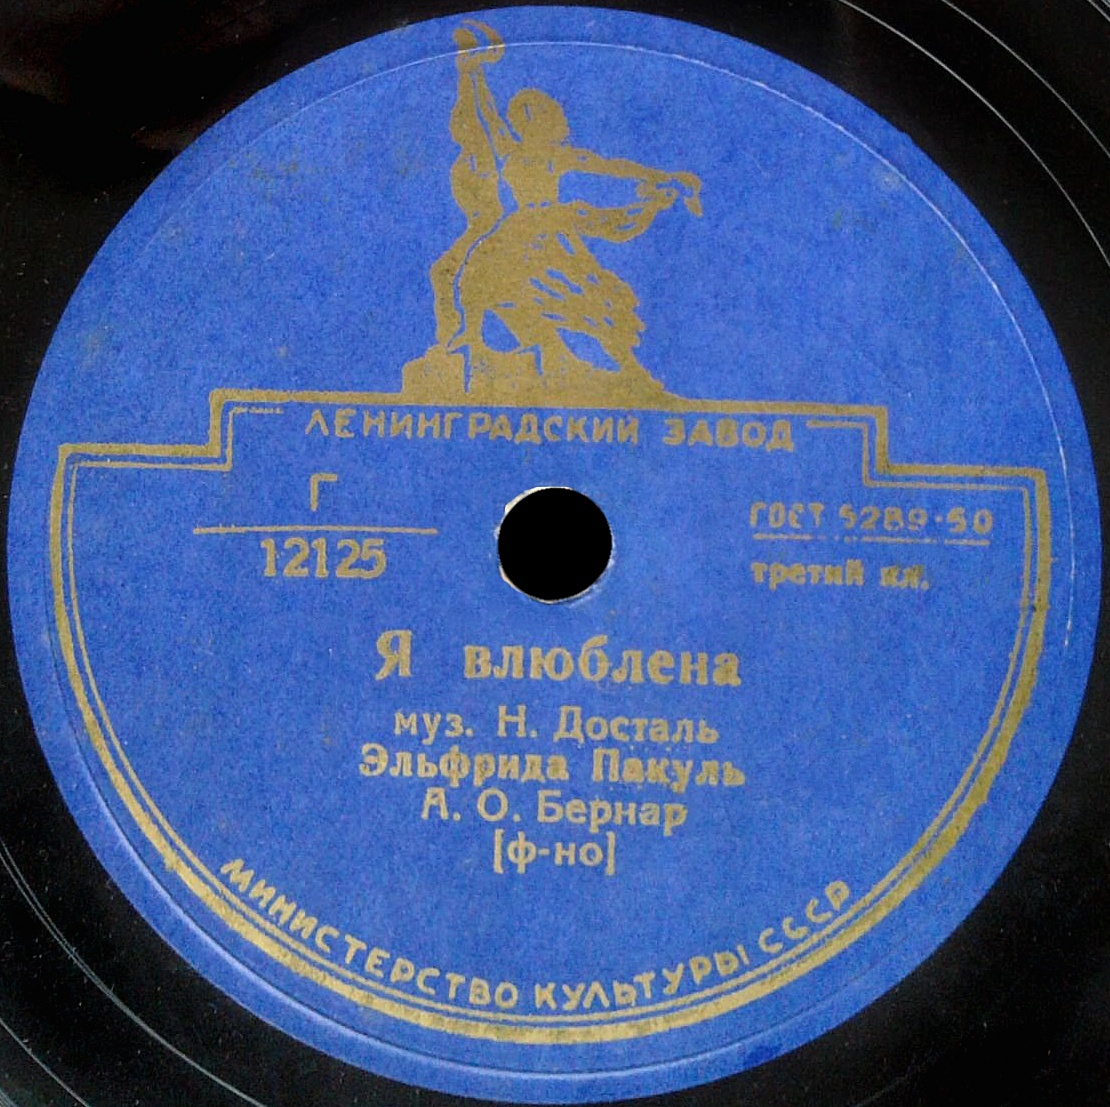 ЛЕНИНГРАДСКИЙ ЗАВОД
Г
12125
ГОСТ 5289-50
третий кл.
Я влюблена
муз. Н. Досталь
Эльфрида Пакуль
А. О. Бернар
[ф-но]
МИНИСТЕРСТВО КУЛЬТУРЫ СССР